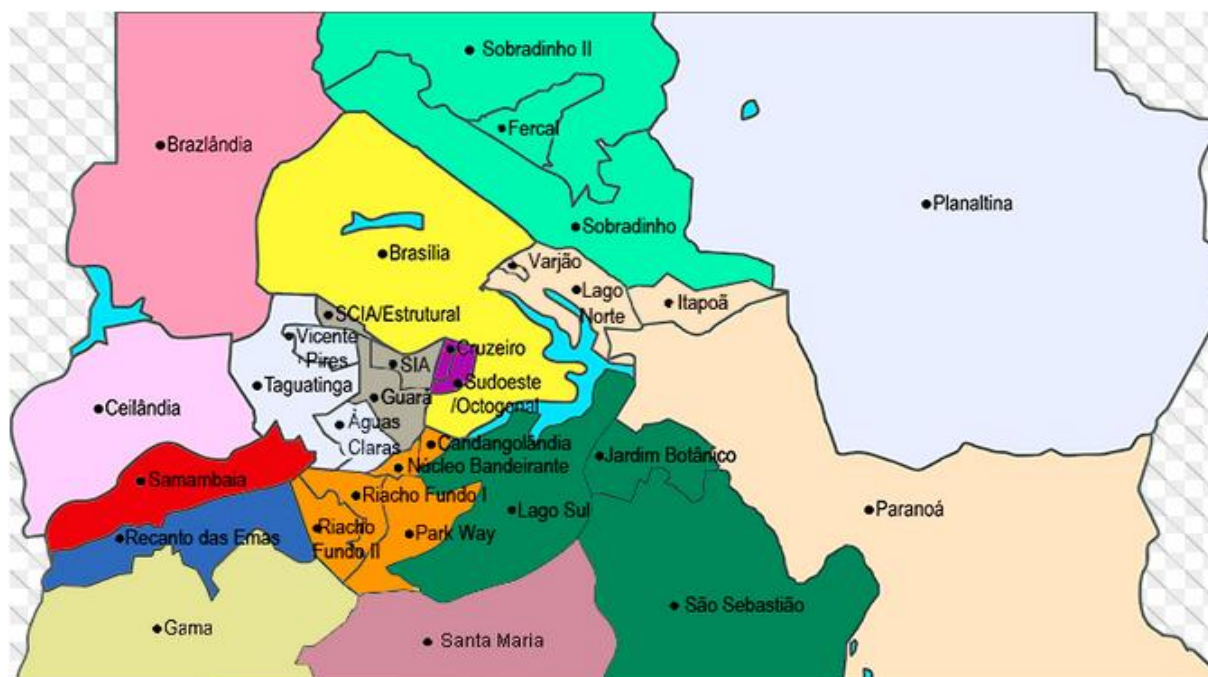 Sobradinho II
Fercal
Brazlândia
Planaltina
Sobradinho
Brasília
Varjão
Lago
Norte
Itapoã
SCIA/Estrutural
Vicente
Pires
Cruzeiro
SIA
Taguatinga
Sudoeste
/Octogonal
Guará
Ceilândia
Águas
Claras
Candangolândia
Núcleo Bandeirante
Jardim Botânico
Samambaia
Riacho Fundo I
Lago Sul
Paranoá
Riacho
Fundo II
Park Way
Recanto das Emas
São Sebastião
Gama
Santa Maria